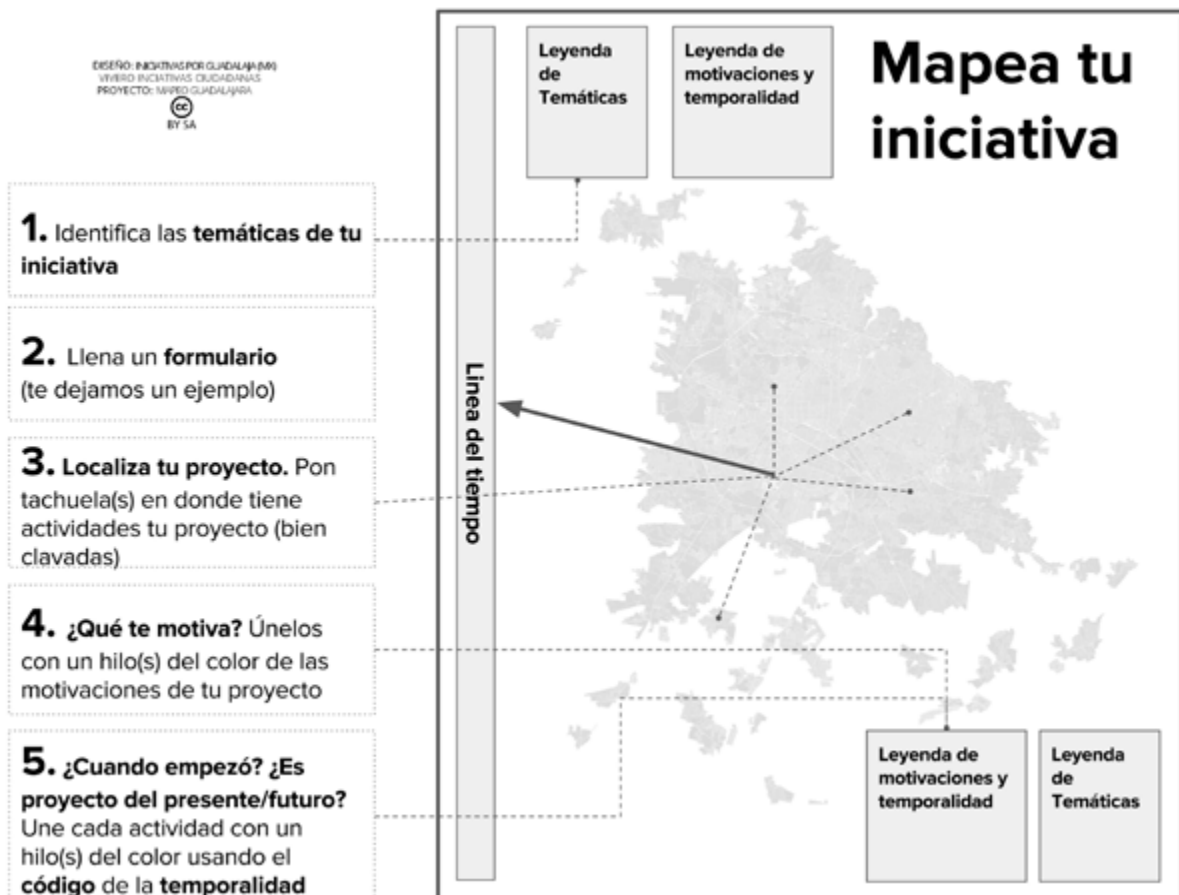 DISEÑO: INICIATIVAS POR GUADALAJA(MX)
VIVERO INICIATIVAS CIUDADANAS
PROYECTO: MAPEO GUADALAJARA
cc
BY SA
1. Identifica las temáticas de tu
iniciativa
2. Llena un formulario
(te dejamos un ejemplo)
3. Localiza tu proyecto. Pon
tachuela(s) en donde tiene
actividades tu proyecto (bien
clavadas)
4. ¿Qué te motiva? Únelos
con un hilo(s) del color de las
motivaciones de tu proyecto
5. ¿Cuando empezó? ¿Es
proyecto del presente/futuro?
Une cada actividad con un
hilo(s) del color usando el
código de la temporalidad
Linea del tiempo
Leyenda
de
Temáticas
Leyenda de
motivaciones y
temporalidad
Mapea tu
iniciativa
Leyenda de
motivaciones y
temporalidad
Leyenda
de
Temáticas